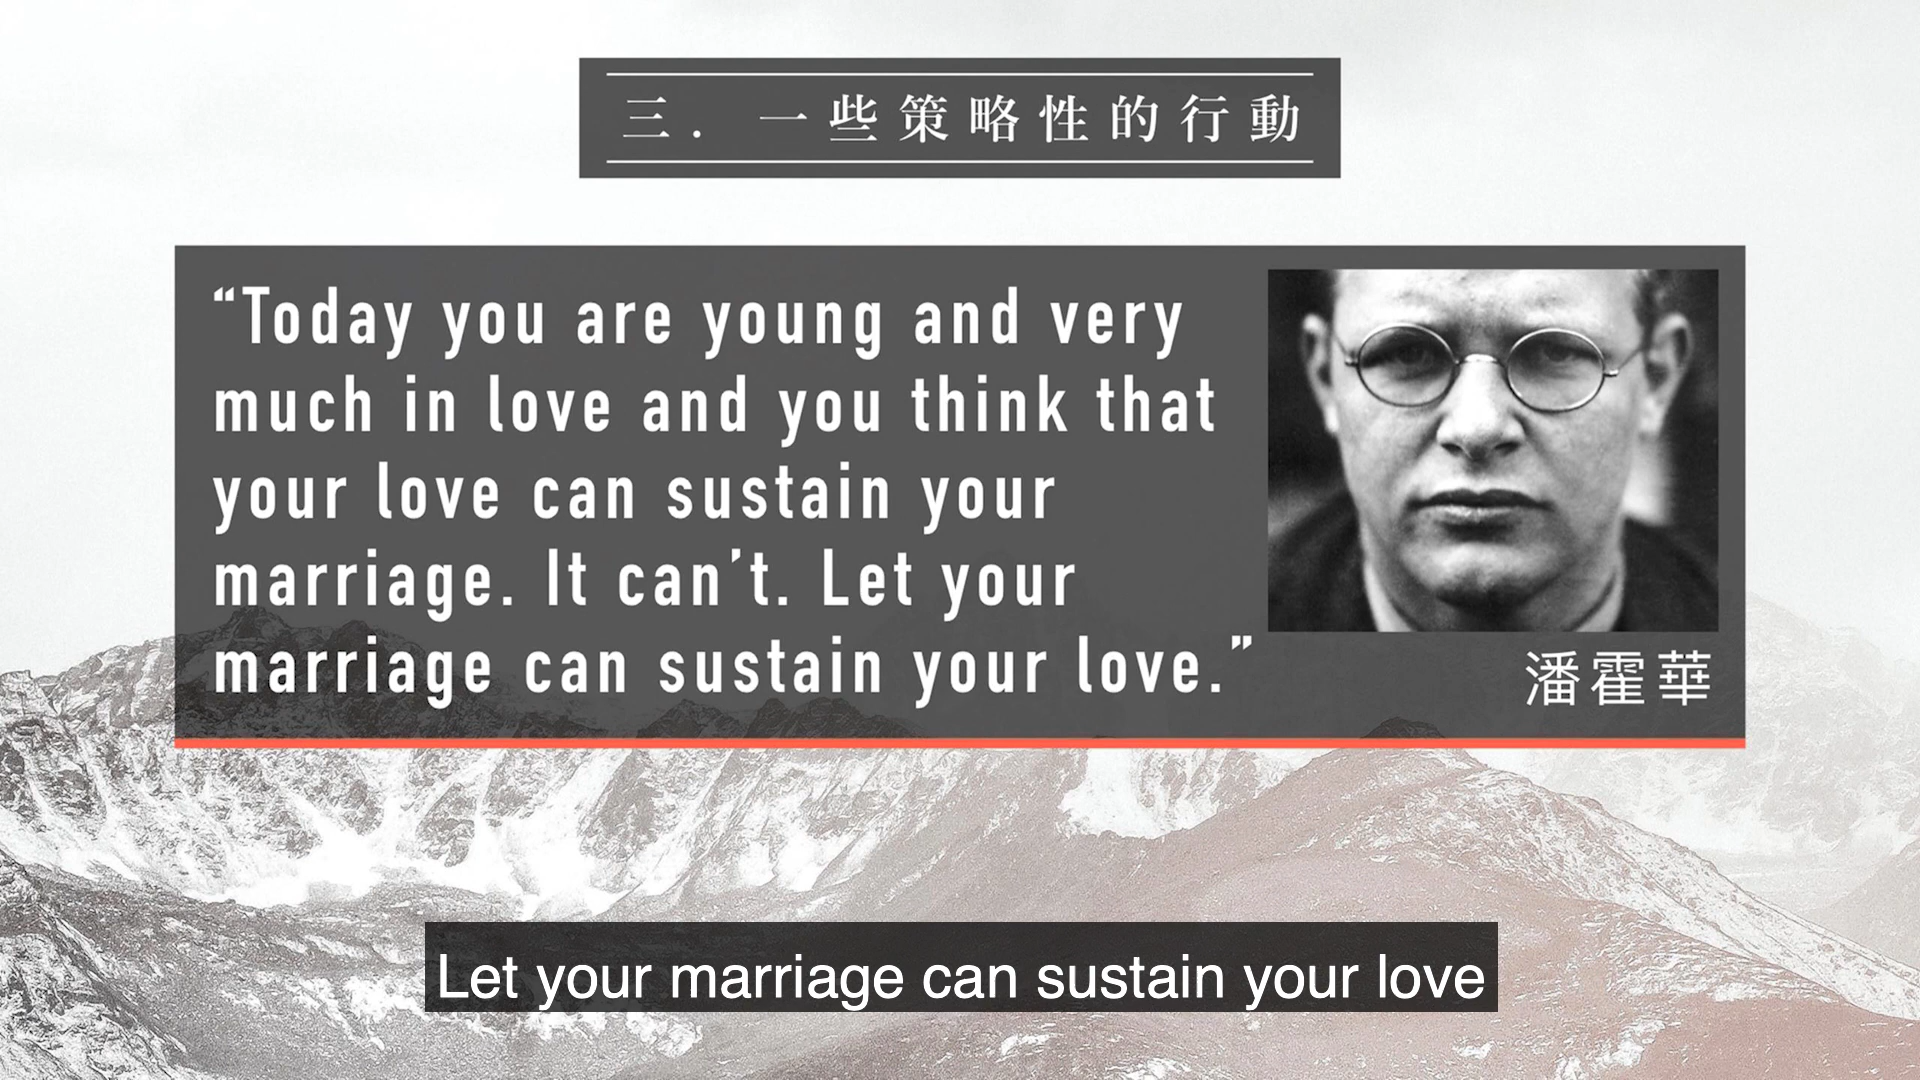 三. 一些策略性的行動
“Today you are young and very
much in love and you think that
your love can sustain your
marriage. It can’t. Let your
marriage can sustain your love.”
潘霍華
Let your marriage can sustain your love